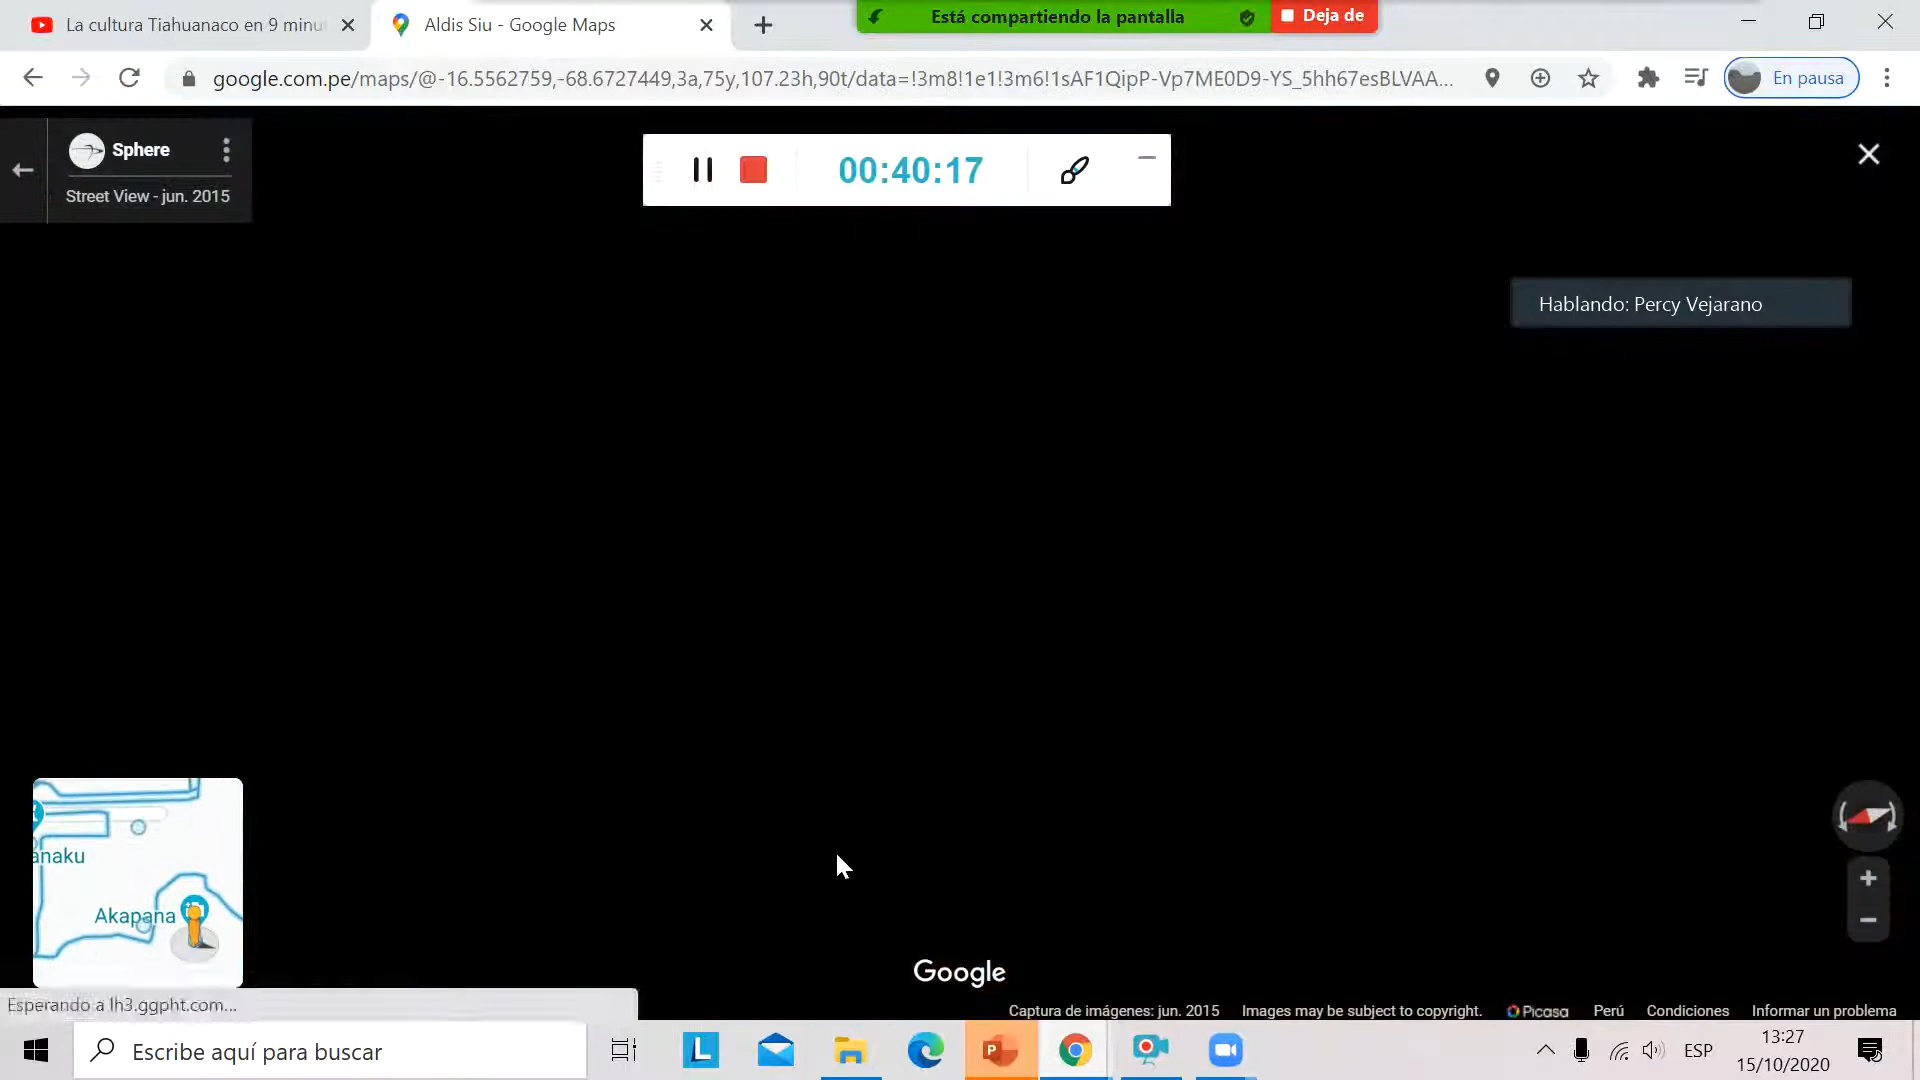 La cultura Tiahuanaco en 9 minu
Aldis Siu - Google Maps
Está compartiendo la pantalla
Deja de
google.com.pe/maps/@-16.5562759,-68.6727449,3a,75y,107.23h,90t/data=!3m8!1e1!3m6!1sAF1QipP-Vp7ME0D9-YS_5hh67esBLVAA...
En pausa
Sphere
Street View - jun. 2015
00:40:17
Hablando: Percy Vejarano
anaku
Akapana
Google
Esperando a lh3.ggpht.com...
Captura de imágenes: jun. 2015 Images may be subject to copyright. Picasa Perú Condiciones Informar un problema
Escribe aquí para buscar
L
P
ESP
13:27
15/10/2020